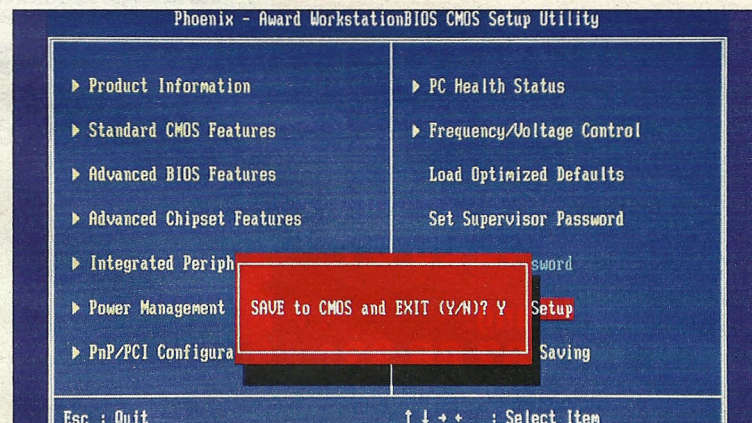 Phoenix - Award WorkstationBIOS CMOS Setup Utility
Product Information
Standard CMOS Features
Advanced BIOS Features
Advanced Chipset Features
Integrated Periph
Power Management
PnP/PCI Configura
PC Health Status
Frequency/Voltage Control
Load Optimized Defaults
Set Supervisor Password
sword
Setup
Saving
SAVE to CMOS and EXIT (Y/N)? Y
Esc : Quit
↑ ↓ → ← : Select Item